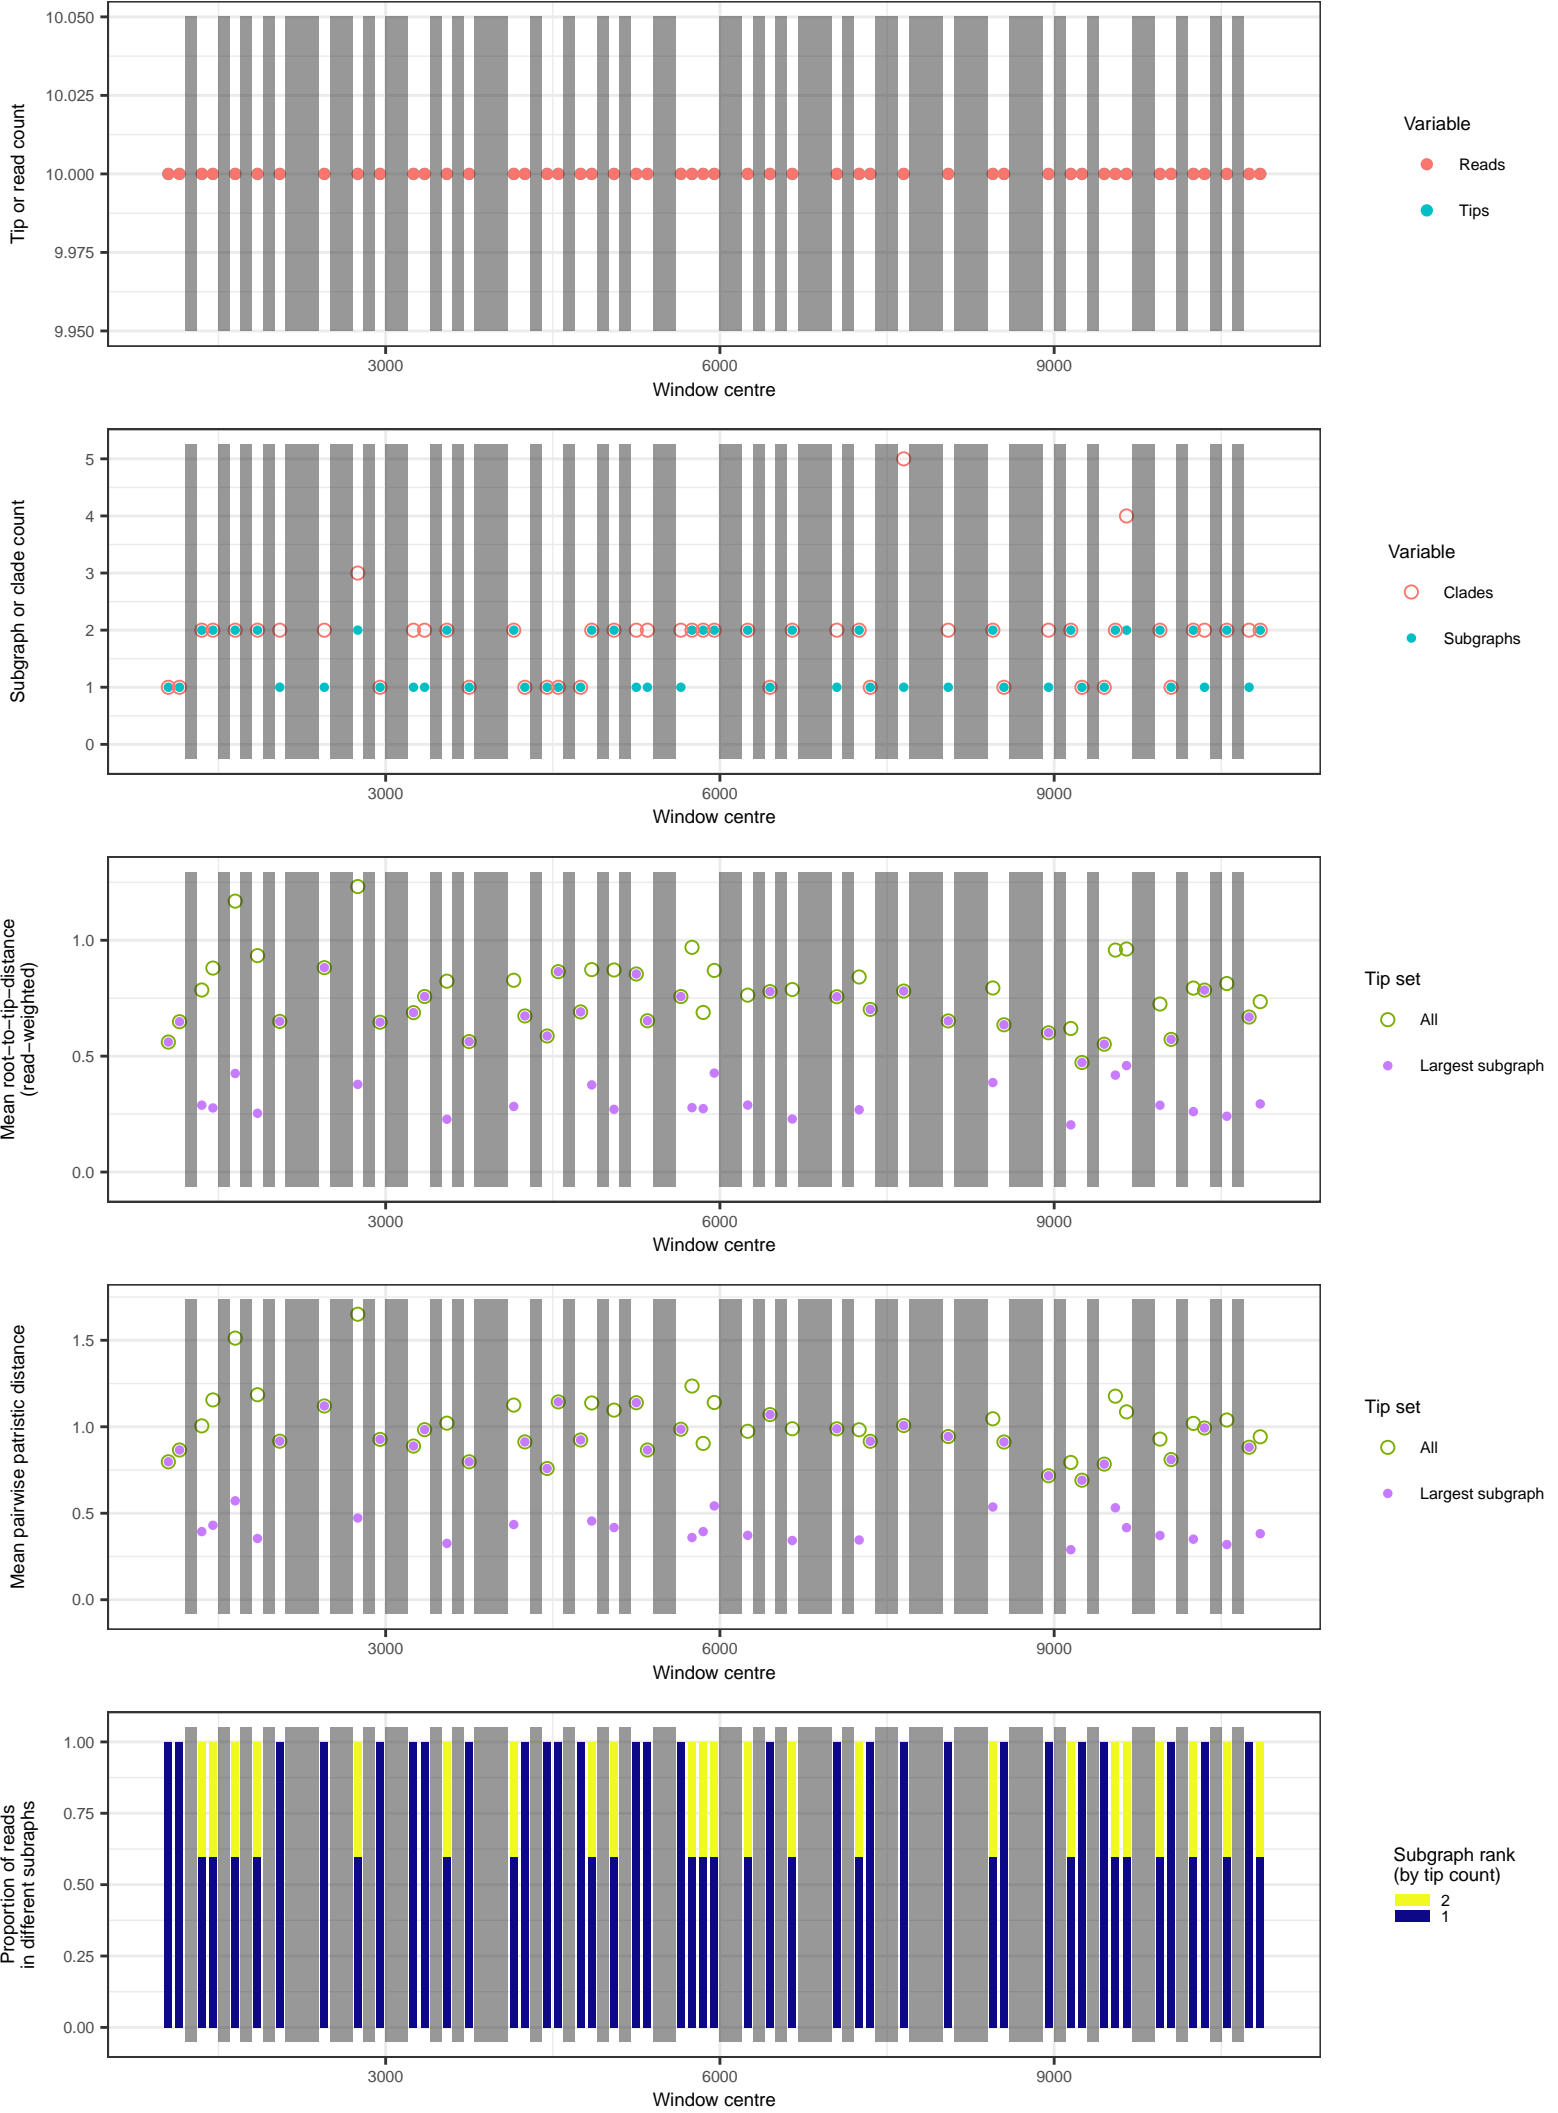 10.050
10.025
10.000
9.975
9.950
Tip or read count
3000
6000
9000
Window centre
Variable
Reads
Tips
5
4
3
2
1
0
Subgraph or clade count
3000
6000
9000
Window centre
Variable
Clades
Subgraphs
1.0
0.5
0.0
Mean root−to−tip−distance
(read−weighted)
3000
6000
9000
Window centre
Tip set
All
Largest subgraph
1.5
1.0
0.5
0.0
Mean pairwise patristic distance
3000
6000
9000
Window centre
Tip set
All
Largest subgraph
1.00
0.75
0.50
0.25
0.00
Proportion of reads
in different subraphs
3000
6000
9000
Window centre
Subgraph rank
(by tip count)
2
1